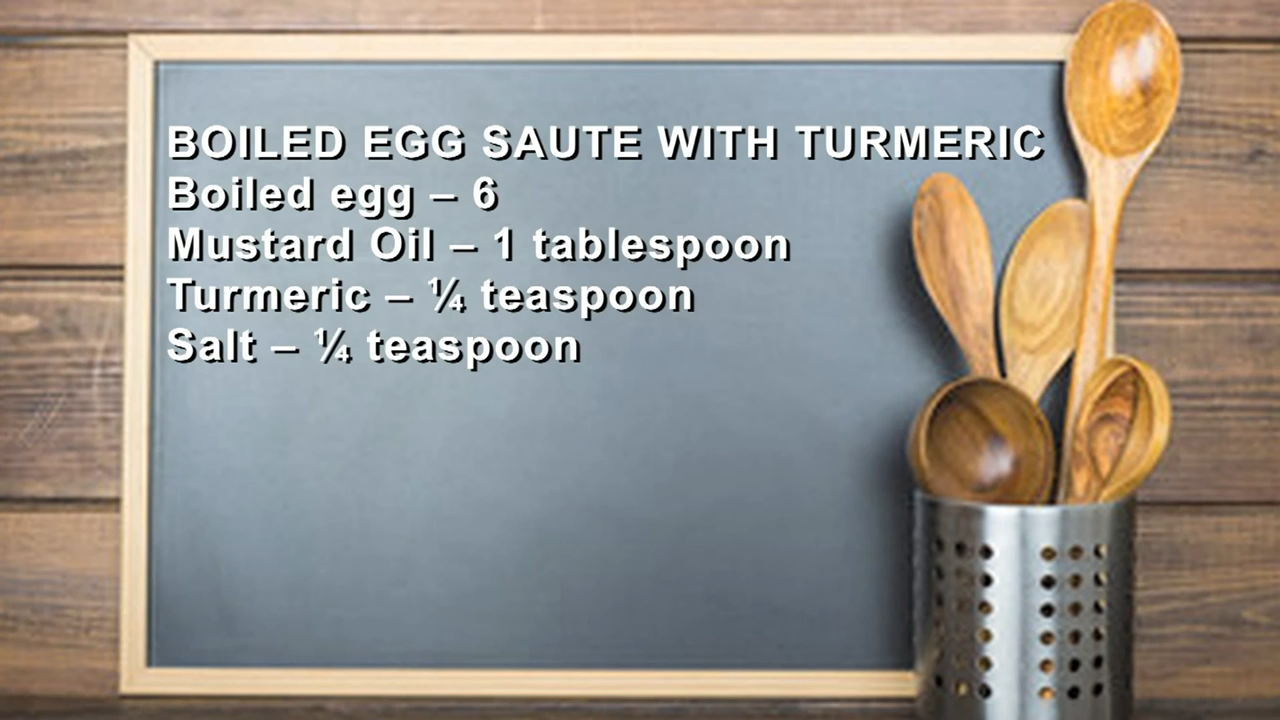 BOILED EGG SAUTE WITH TURMERIC
Boiled egg – 6
Mustard Oil – 1 tablespoon
Turmeric – ¼ teaspoon
Salt – ¼ teaspoon